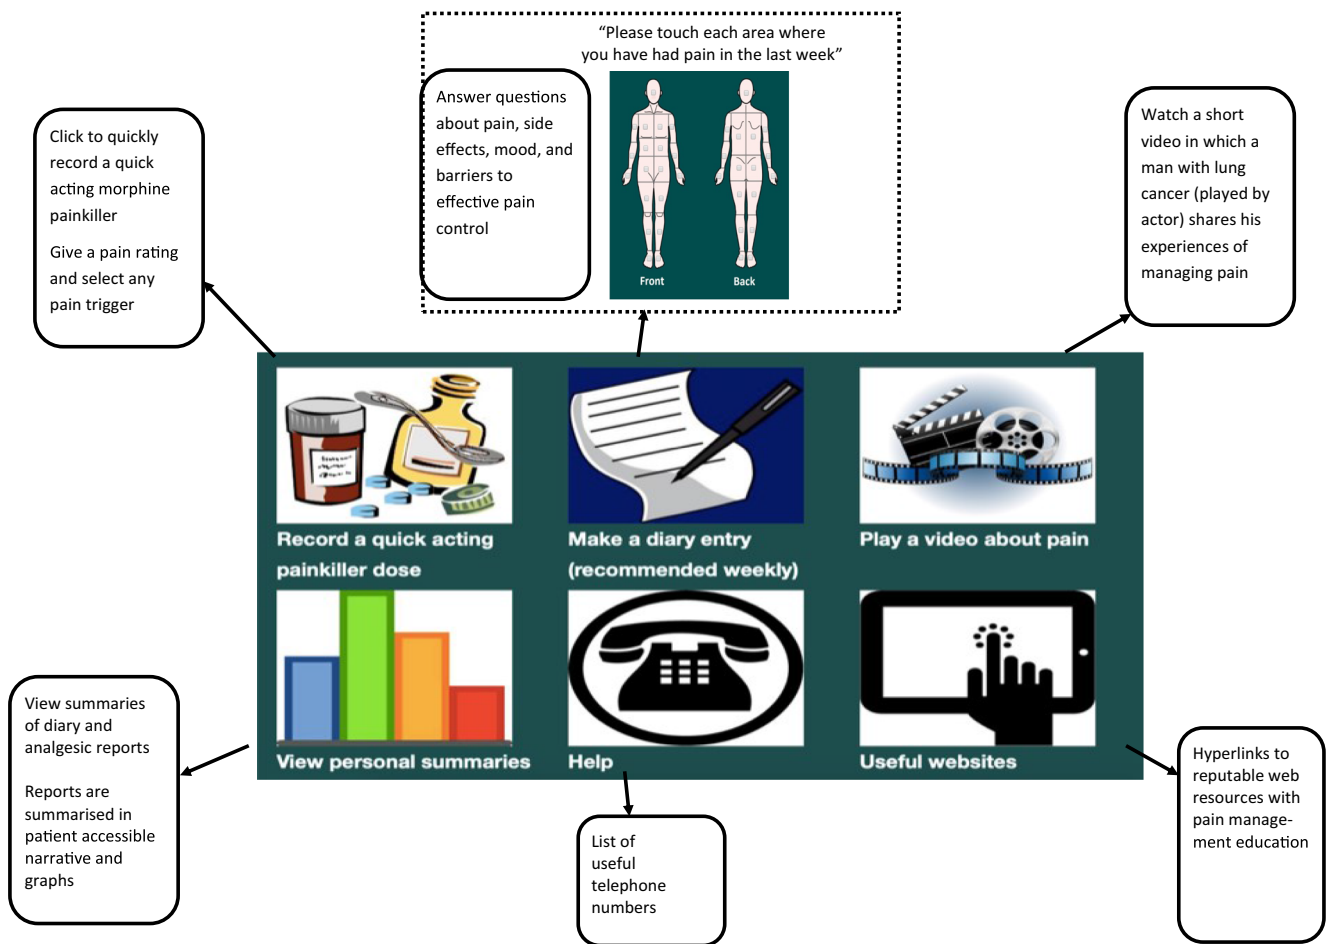 “Please touch each area where
you have had pain in the last week”
Answer questions
about pain, side
effects, mood, and
barriers to
effective pain
control
Front
Back
Click to quickly
record a quick
acting morphine
painkiller
Give a pain rating
and select any
pain trigger
Watch a short
video in which a
man with lung
cancer (played by
actor) shares his
experiences of
managing pain
Record a quick acting
painkiller dose
Make a diary entry
(recommended weekly)
Play a video about pain
View personal summaries
Help
Useful websites
View summaries
of diary and
analgesic reports
Reports are
summarised in
patient accessible
narrative and
graphs
List of
useful
telephone
numbers
Hyperlinks to
reputable web
resources with
pain manage-
ment education